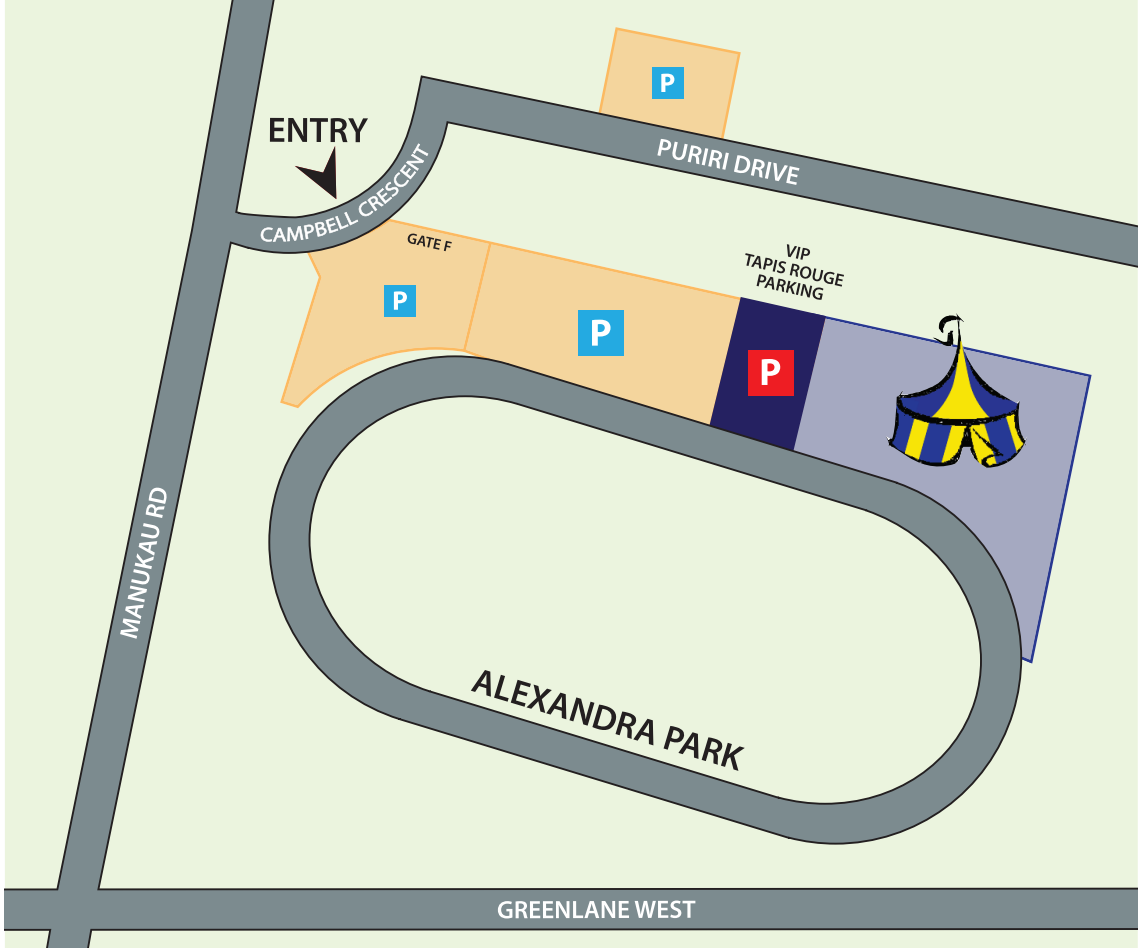 P
ENTRY
PURIRI DRIVE
CAMPBELL CRESCENT
GATE F
VIP
TAPIS ROUGE
PARKING
P
P
P
MANUKAU RD
ALEXANDRA PARK
GREENLANE WEST